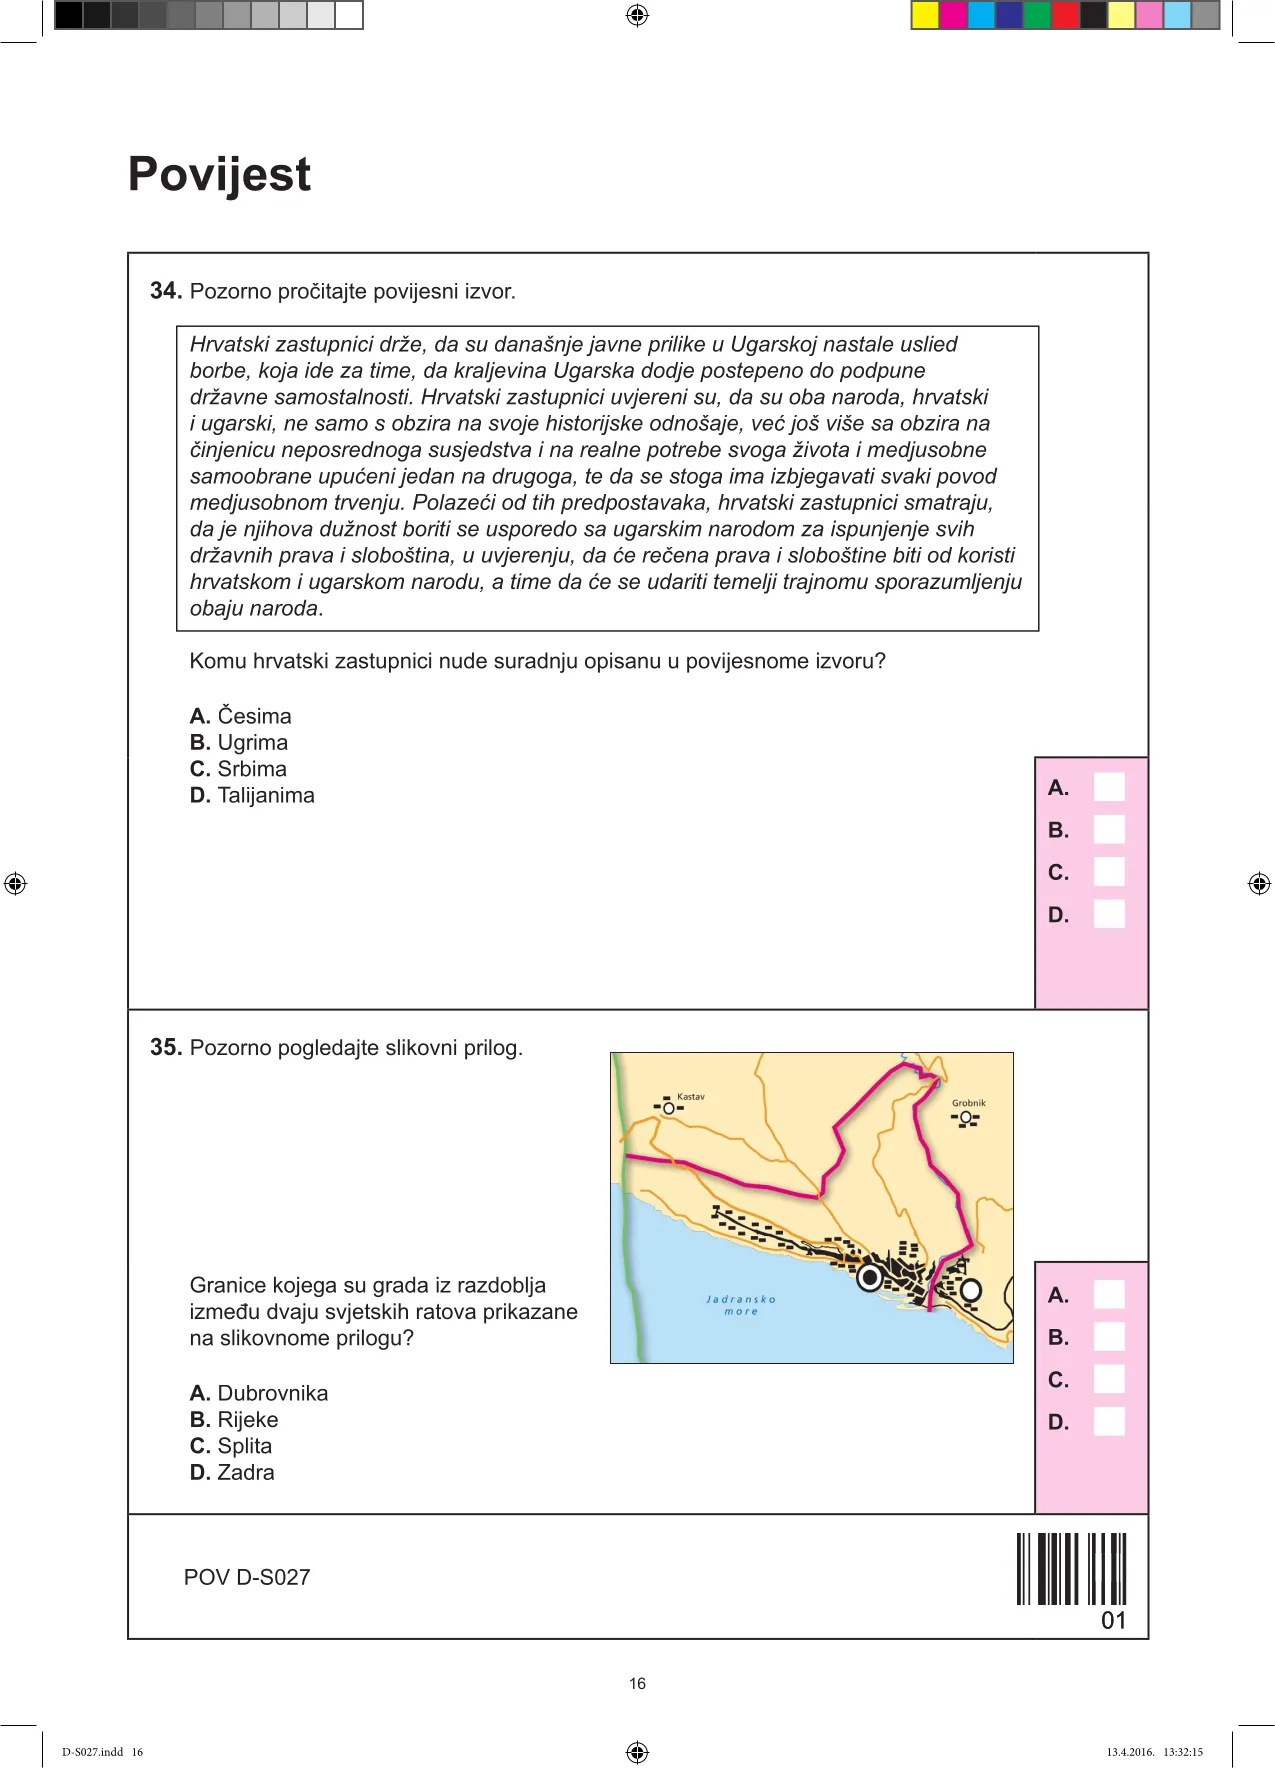 Povijest
34. Pozorno pročitajte povijesni izvor.
Hrvatski zastupnici drže, da su današnje javne prilike u Ugarskoj nastale uslied
borbe, koja ide za time, da kraljevina Ugarska dodje postepeno do podpune
državne samostalnosti. Hrvatski zastupnici uvjereni su, da su oba naroda, hrvatski
i ugarski, ne samo s obzira na svoje historijske odnošaje, već još više sa obzira na
činjenicu neposrednoga susjedstva i na realne potrebe svoga života i medjusobne
samoobrane upućeni jedan na drugoga, te da se stoga ima izbjegavati svaki povod
medjusobnom trvenju. Polazeći od tih predpostavaka, hrvatski zastupnici smatraju,
da je njihova dužnost boriti se usporedo sa ugarskim narodom za ispunjenje svih
državnih prava i sloboština, u uvjerenju, da će rečena prava i sloboštine biti od koristi
hrvatskom i ugarskom narodu, a time da će se udariti temelji trajnomu sporazumljenju
obaju naroda.
Komu hrvatski zastupnici nude suradnju opisanu u povijesnome izvoru?
A. Česima
B. Ugrima
C. Srbima
D. Talijanima
A.
B.
C.
D.
35. Pozorno pogledajte slikovni prilog.
Kastav
Grobnik
Jadransko
more
Granice kojega su grada iz razdoblja
između dvaju svjetskih ratova prikazane
na slikovnome prilogu?
A. Dubrovnika
B. Rijeke
C. Splita
D. Zadra
A.
B.
C.
D.
POV D-S027
01
16
D-S027.indd 16
13.4.2016. 13:32:15